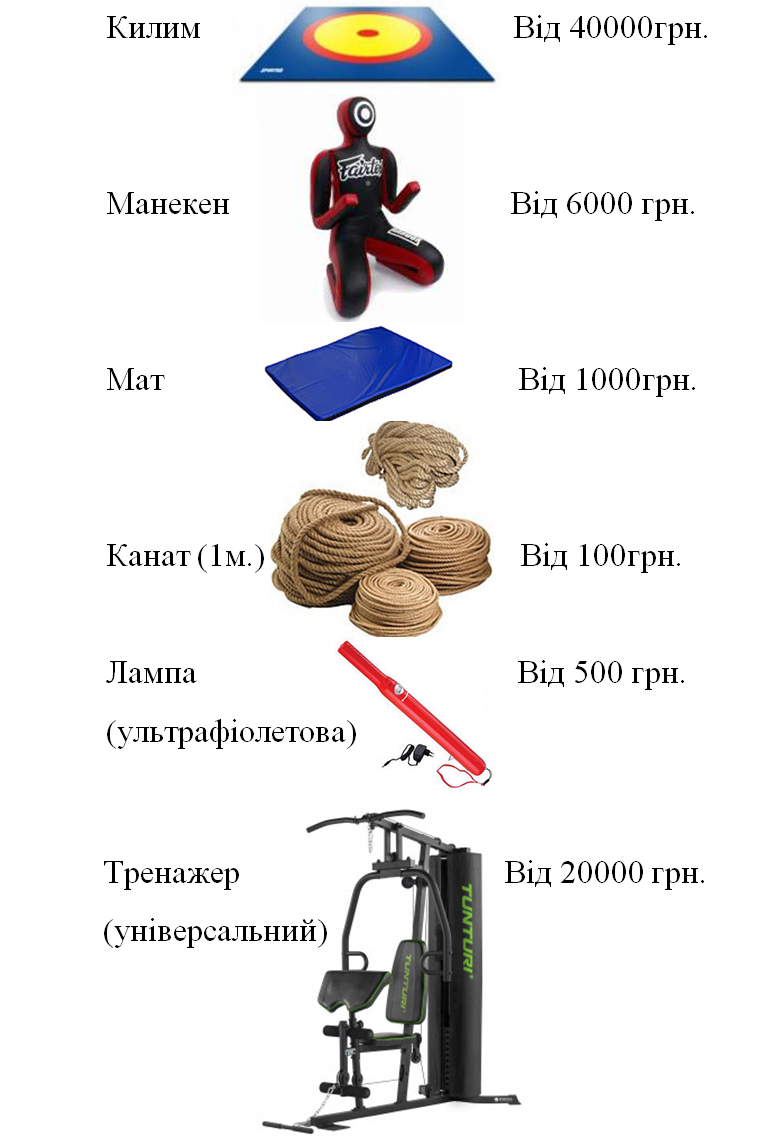 Килим Від 40000грн.
SPORTKO
Fairtex
Манекен Від 6000 грн.
Мат Від 1000грн.
Канат (1м.) Від 100грн.
Лампа Від 500 грн.
(ультрафіолетова)
Тренажер Від 20000 грн.
(універсальний)
TUNTURI
TUNTURI